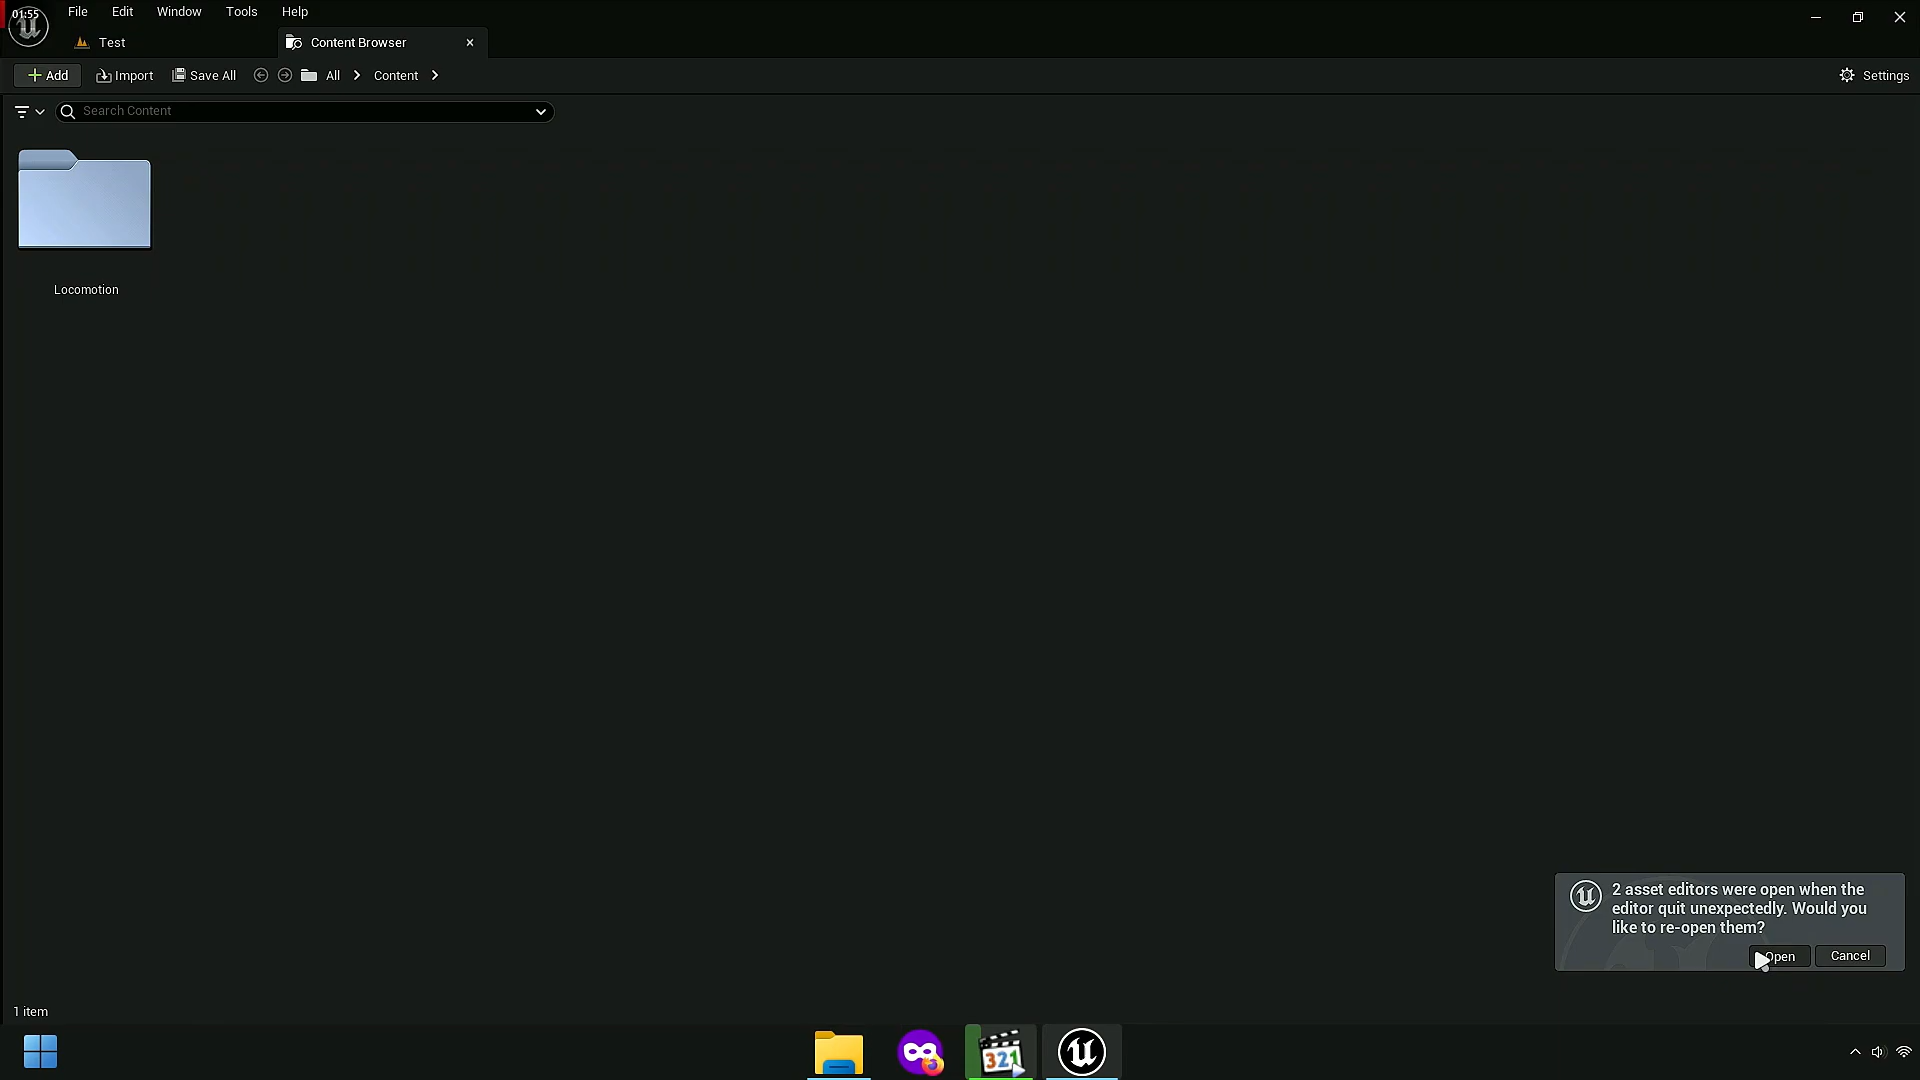 01:55
File Edit Window Tools Help
Test Content Browser
Add Import Save All All Content Settings
Search Content
Locomotion
2 asset editors were open when the
editor quit unexpectedly. Would you
like to re-open them?
Open Cancel
1 item
321